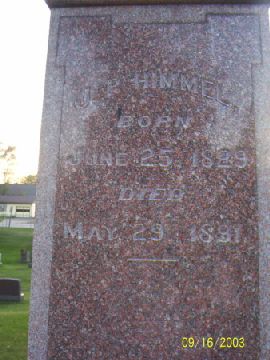 J. P. HIMMEL
BORN
JUNE 25, 1829
DIED
MAY 29, 1891.
09/16/2003